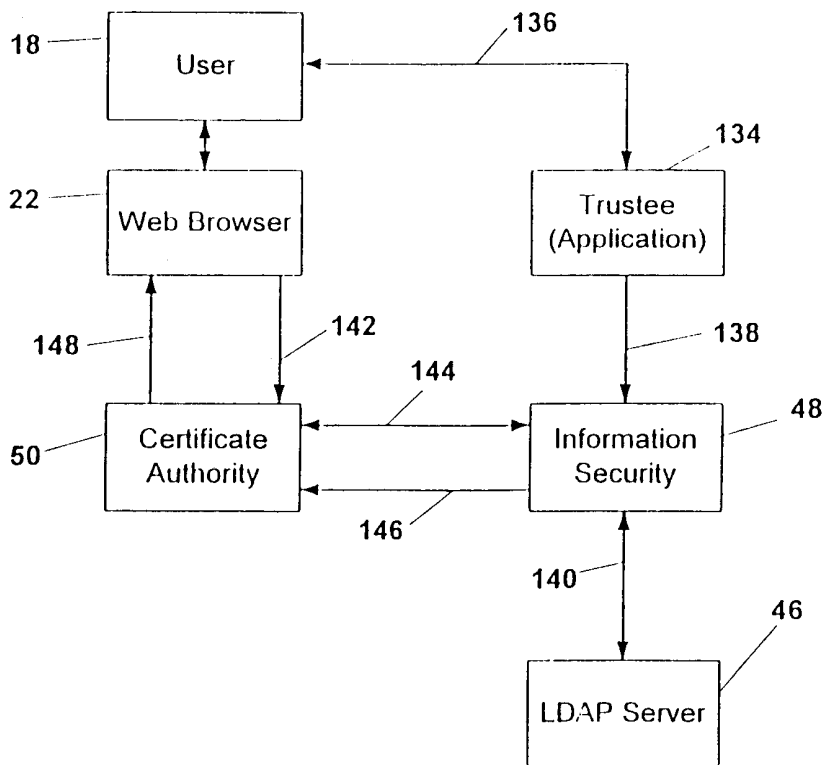 136
18
User
134
22
Web Browser
Trustee
(Application)
148
142
138
144
50
Certificate
Authority
Information
Security
48
146
140
46
LDAP Server